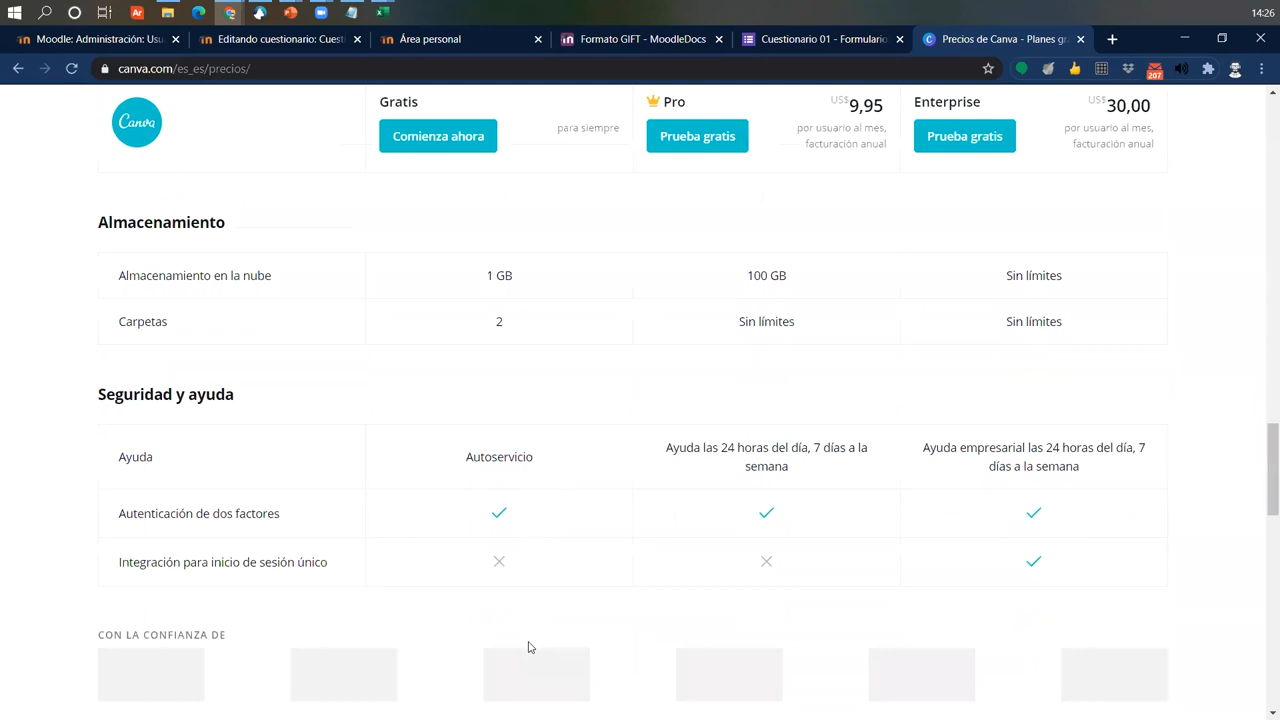 14:26
Moodle: Administración: Usu
Editando cuestionario: Cuest
Área personal
Formato GIFT - MoodleDocs
Cuestionario 01 - Formulario
Precios de Canva - Planes gr
canva.com/es_es/precios/
207
Canva
Gratis
Comienza ahora
para siempre
Pro
Prueba gratis
US$9,95
por usuario al mes,
facturación anual
Enterprise
Prueba gratis
US$30,00
por usuario al mes,
facturación anual
Almacenamiento
Almacenamiento en la nube 1 GB 100 GB Sin límites
Carpetas 2 Sin límites Sin límites
Seguridad y ayuda
Ayuda
Autoservicio
Ayuda las 24 horas del día, 7 días a la
semana
Ayuda empresarial las 24 horas del día, 7
días a la semana
Autenticación de dos factores
Integración para inicio de sesión único
CON LA CONFIANZA DE